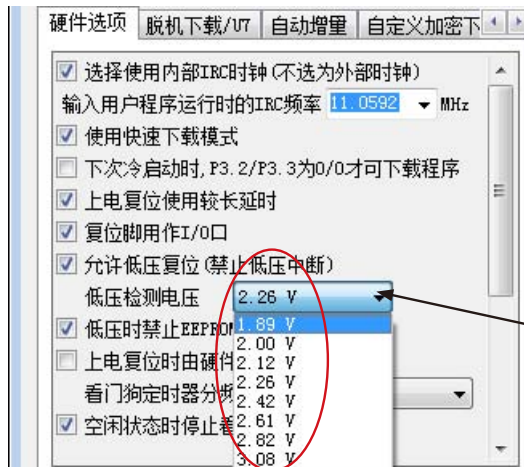 硬件选项 脱机下载/U7 自动增量 自定义加密下
选择使用内部IRC时钟(不选为外部时钟)
输入用户程序运行时的IRC频率 11.0592 MHz
使用快速下载模式
下次冷启动时,P3.2/P3.3为0/0才可下载程序
上电复位使用较长延时
复位脚用作I/O口
允许低压复位(禁止低压中断)
低压检测电压 2.26 V
低压时禁止EEPROM
1.89 V
2.00 V
上电复位时由硬件
2.12 V
2.26 V
看门狗定时器分频
2.42 V
空闲状态时停止看
2.61 V
2.82 V
3.08 V